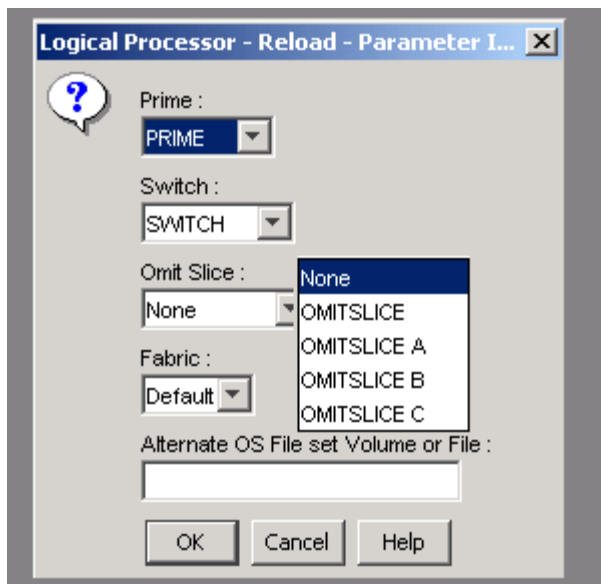 Logical Processor - Reload - Parameter I...
?
Prime :
PRIME
Switch :
SWITCH
Omit Slice :
None
None
OMITSLICE
OMITSLICE A
OMITSLICE B
OMITSLICE C
Fabric :
Default
Alternate OS File set Volume or File :
OK Cancel Help